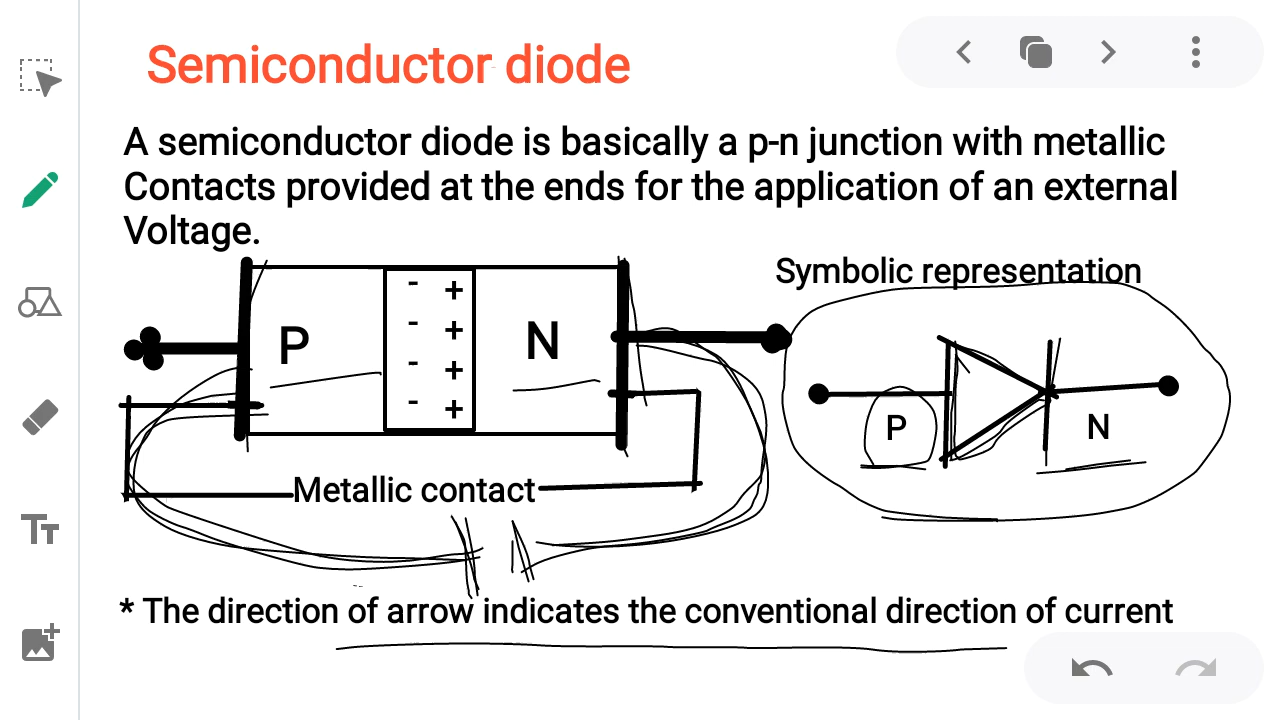 Semiconductor diode
A semiconductor diode is basically a p-n junction with metallic
Contacts provided at the ends for the application of an external
Voltage.
Symbolic representation
P - + N
- +
- +
- +
P N
Metallic contact
* The direction of arrow indicates the conventional direction of current